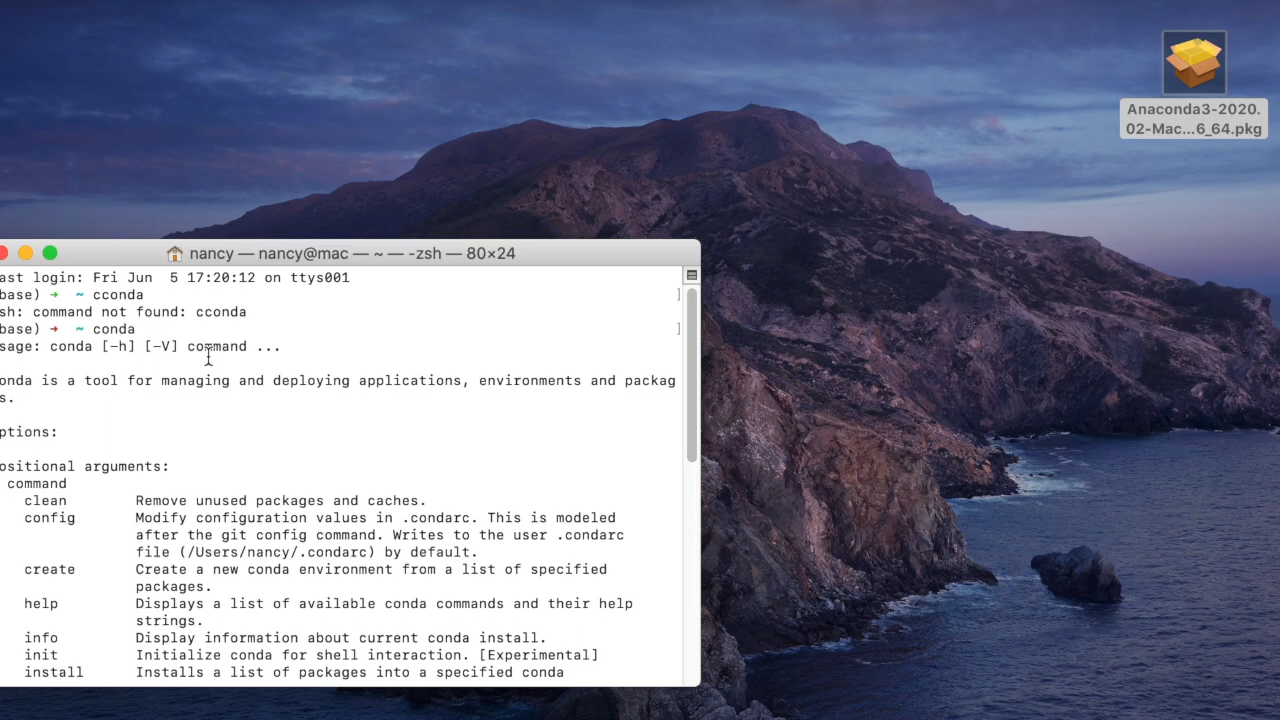 Anaconda3-2020.
02-Mac...6_64.pkg
nancy — nancy@mac — ~ — -zsh — 80×24
ast login: Fri Jun  5 17:20:12 on ttys001
base) ➜  ~ cconda ]
sh: command not found: cconda
base) ➜  ~ conda ]
sage: conda [-h] [-V] command ...
onda is a tool for managing and deploying applications, environments and packag
s.
ptions:
ositional arguments:
command
clean Remove unused packages and caches.
config Modify configuration values in .condarc. This is modeled
after the git config command. Writes to the user .condarc
file (/Users/nancy/.condarc) by default.
create Create a new conda environment from a list of specified
packages.
help Displays a list of available conda commands and their help
strings.
info Display information about current conda install.
init Initialize conda for shell interaction. [Experimental]
install Installs a list of packages into a specified conda